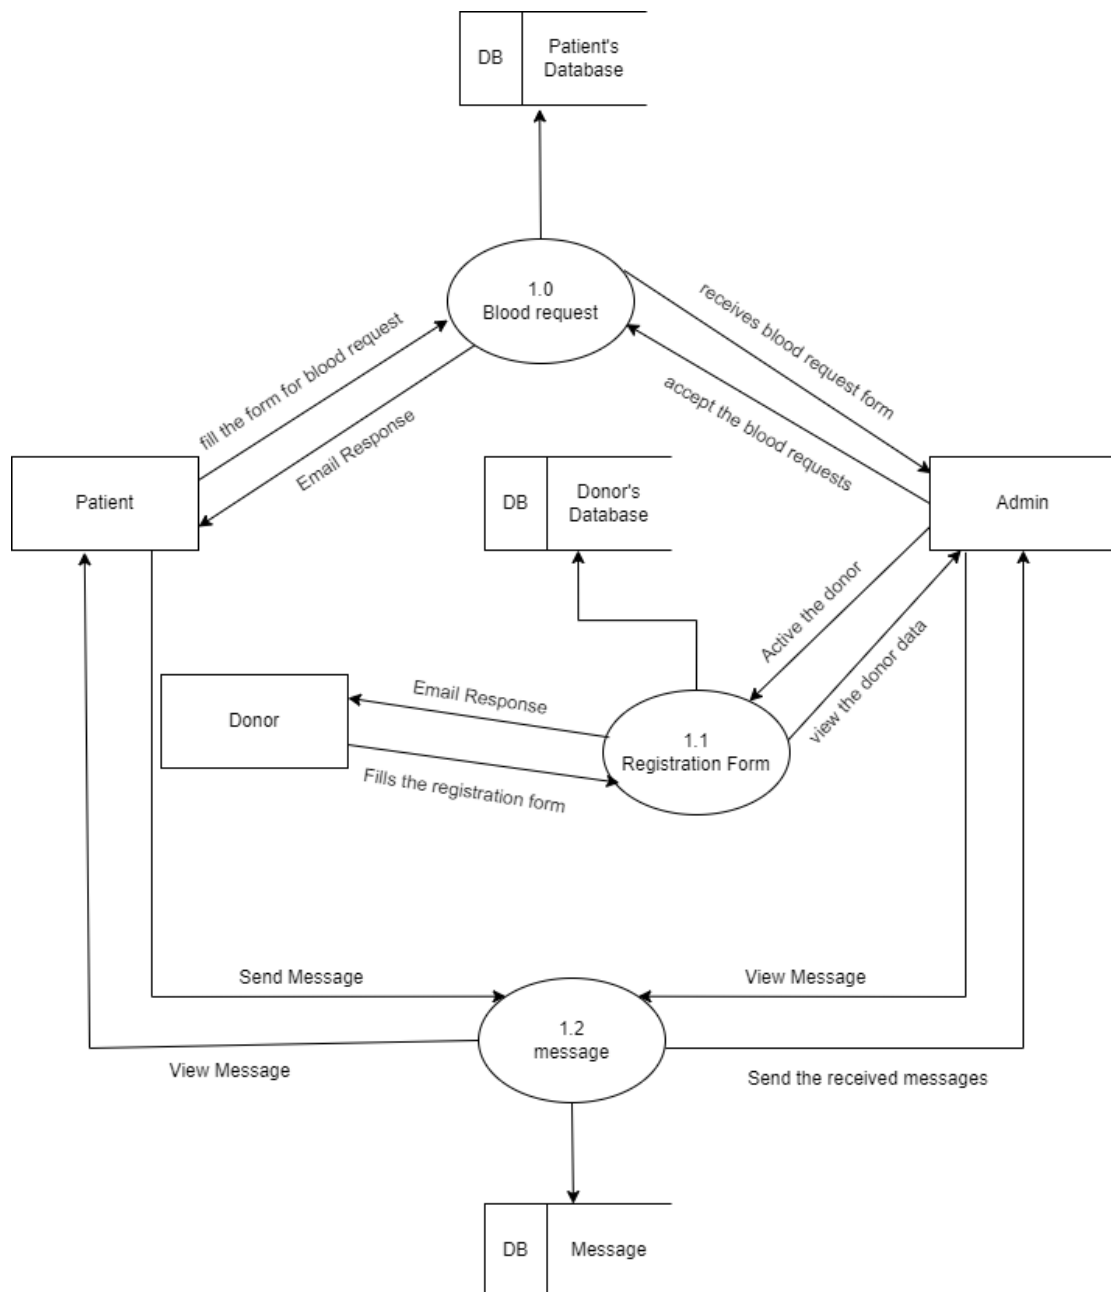 DB
Patient's
Database
1.0
Blood request
fill the form for blood request
Email Response
receives blood request form
accept the blood requests
Patient
DB
Donor's
Database
Admin
Active the donor
view the donor data
Donor
Email Response
Fills the registration form
1.1
Registration Form
Send Message
View Message
1.2
message
View Message
Send the received messages
DB
Message